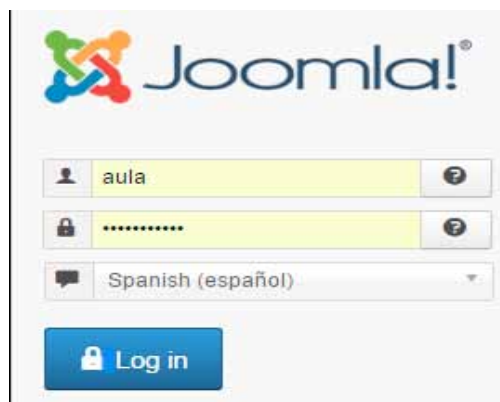 Joomla!®
aula
•••••••••••
Spanish (español)
Log in